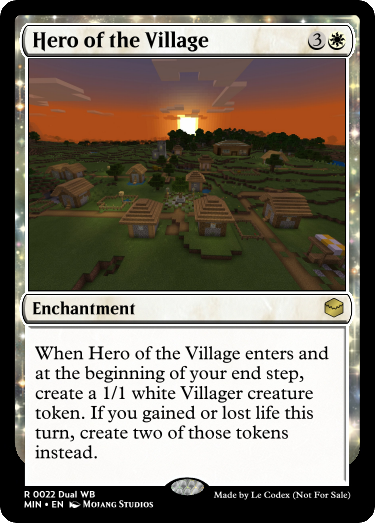 Hero of the Village 3
Enchantment
When Hero of the Village enters and
at the beginning of your end step,
create a 1/1 white Villager creature
token. If you gained or lost life this
turn, create two of those tokens
instead.
R 0022 Dual WB
MIN • EN Mojang Studios
Made by Le Codex (Not For Sale)